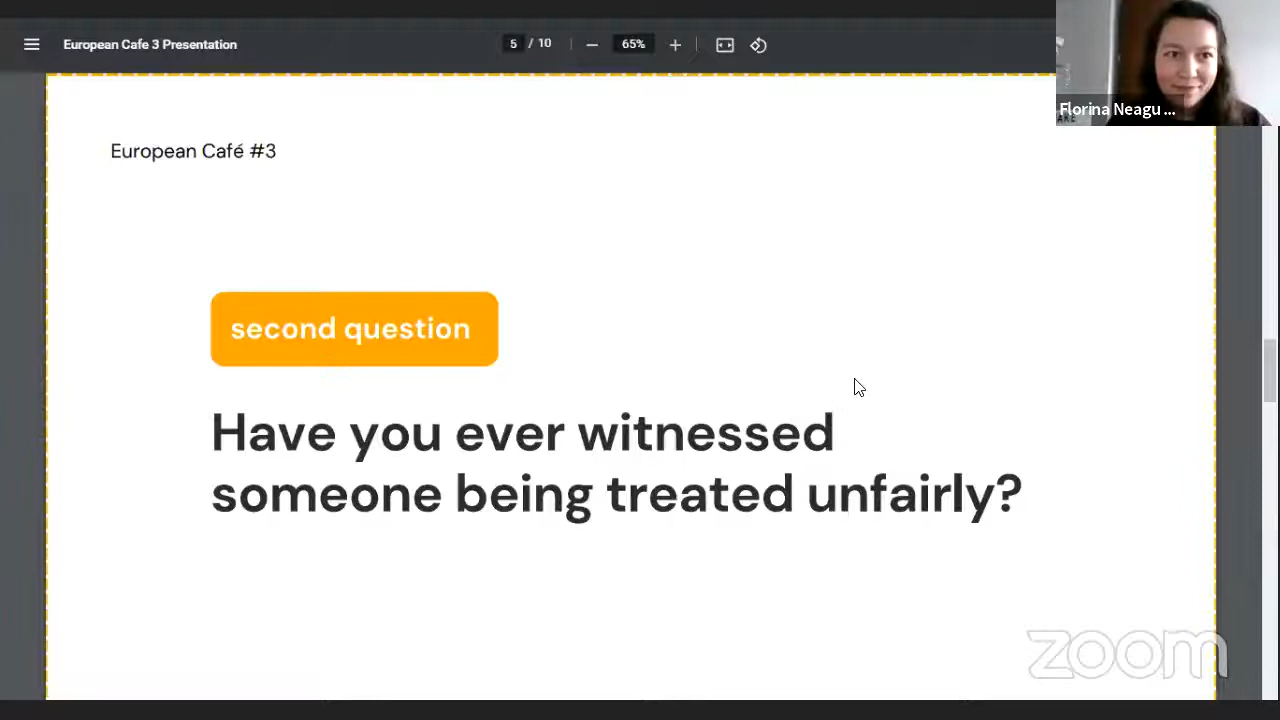 European Cafe 3 Presentation
5 / 10
65%
Florina Neagu ...
European Café #3
second question
Have you ever witnessed
someone being treated unfairly?
zoom